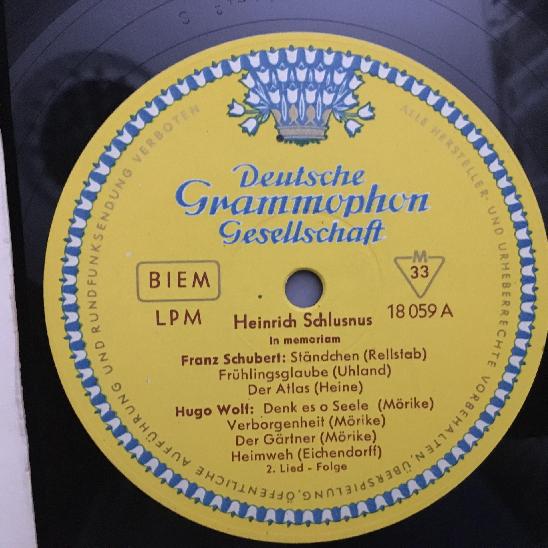 Deutsche
Grammophon
Gesellschaft
BIEM
M
33
LPM
18 059 A
Heinrich Schlusnus
In memoriam
Franz Schubert: Ständchen (Rellstab)
Frühlingsglaube (Uhland)
Der Atlas (Heine)
Hugo Wolf: Denk es o Seele (Mörike)
Verborgenheit (Mörike)
Der Gärtner (Mörike)
Heimweh (Eichendorff)
2. Lied - Folge
ALLE HERSTELLER- UND URHEBERRECHTE VORBEHALTEN, ÜBERSPIELUNG, ÖFFENTLICHE AUFFÜHRUNG UND RUNDFUNKSENDUNG VERBOTEN